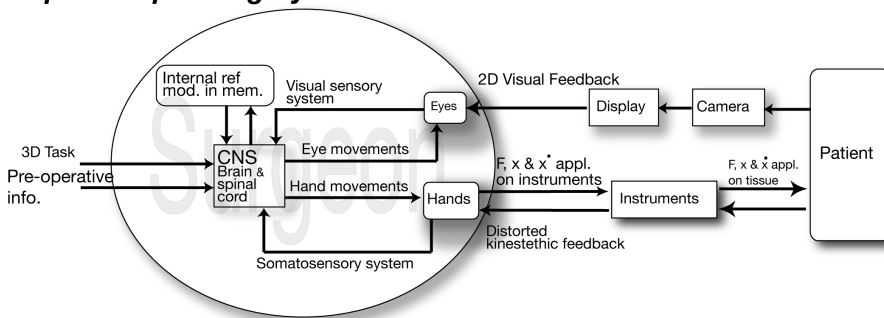 Internal ref
mod. in mem.
Visual sensory
system
Eyes
2D Visual Feedback
Display
Camera
Patient
3D Task
Pre-operative
info.
CNS
Brain &
spinal
cord
Surgeon
Eye movements
Hand movements
Hands
F, x & x* appl.
on instruments
Instruments
F, x & x* appl.
on tissue
Distorted
kinestethic feedback
Somatosensory system